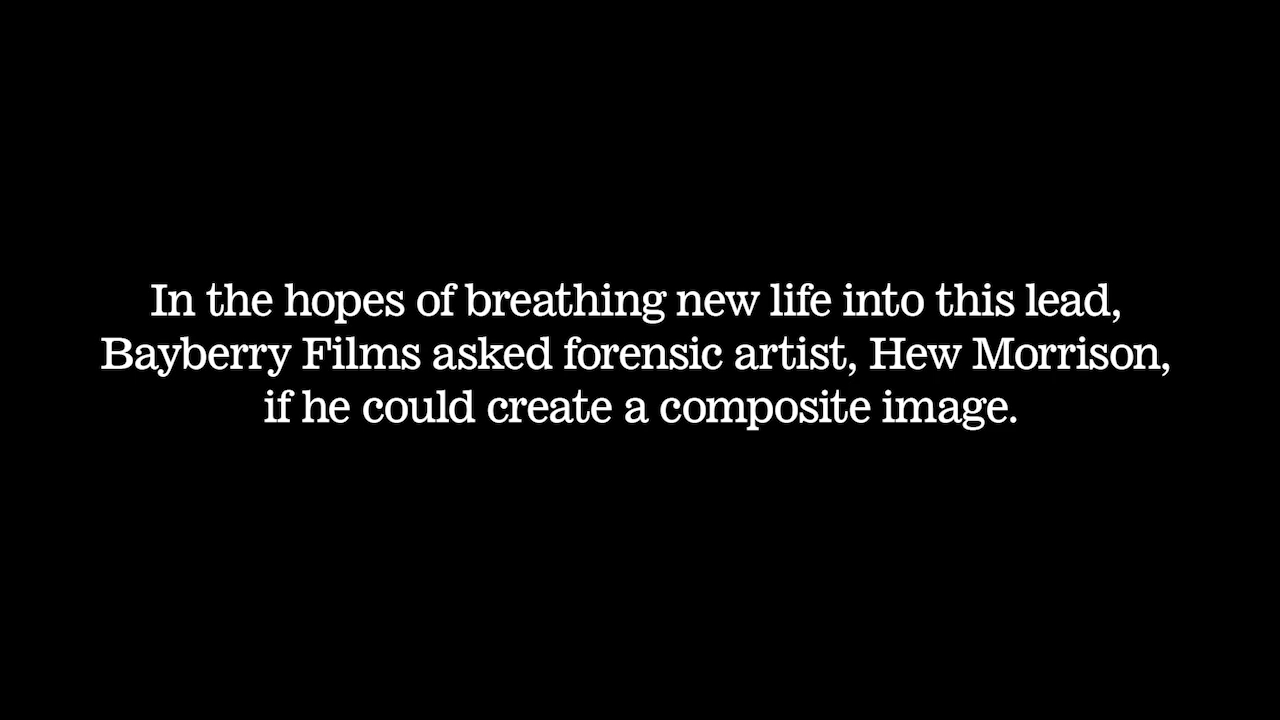 In the hopes of breathing new life into this lead,
Bayberry Films asked forensic artist, Hew Morrison,
if he could create a composite image.